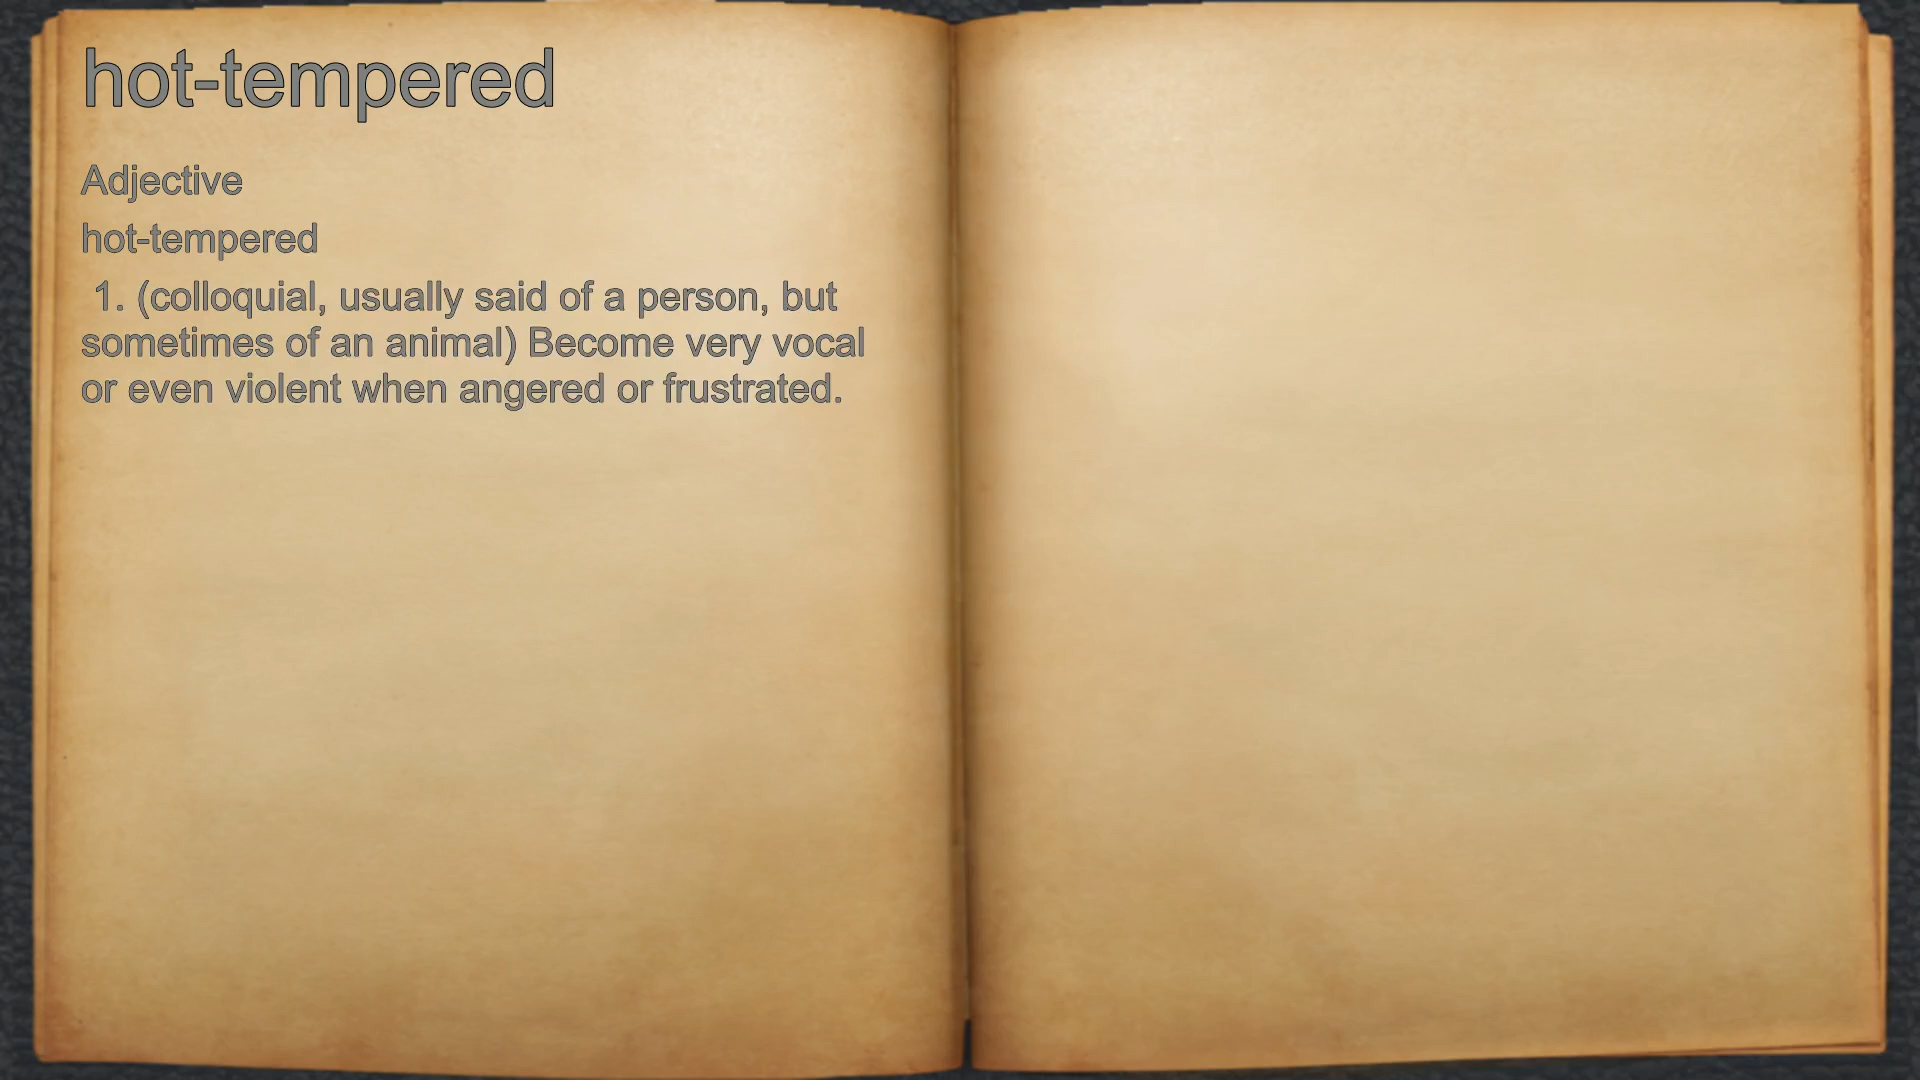 hot-tempered
Adjective
hot-tempered
1. (colloquial, usually said of a person, but
sometimes of an animal) Become very vocal
or even violent when angered or frustrated.